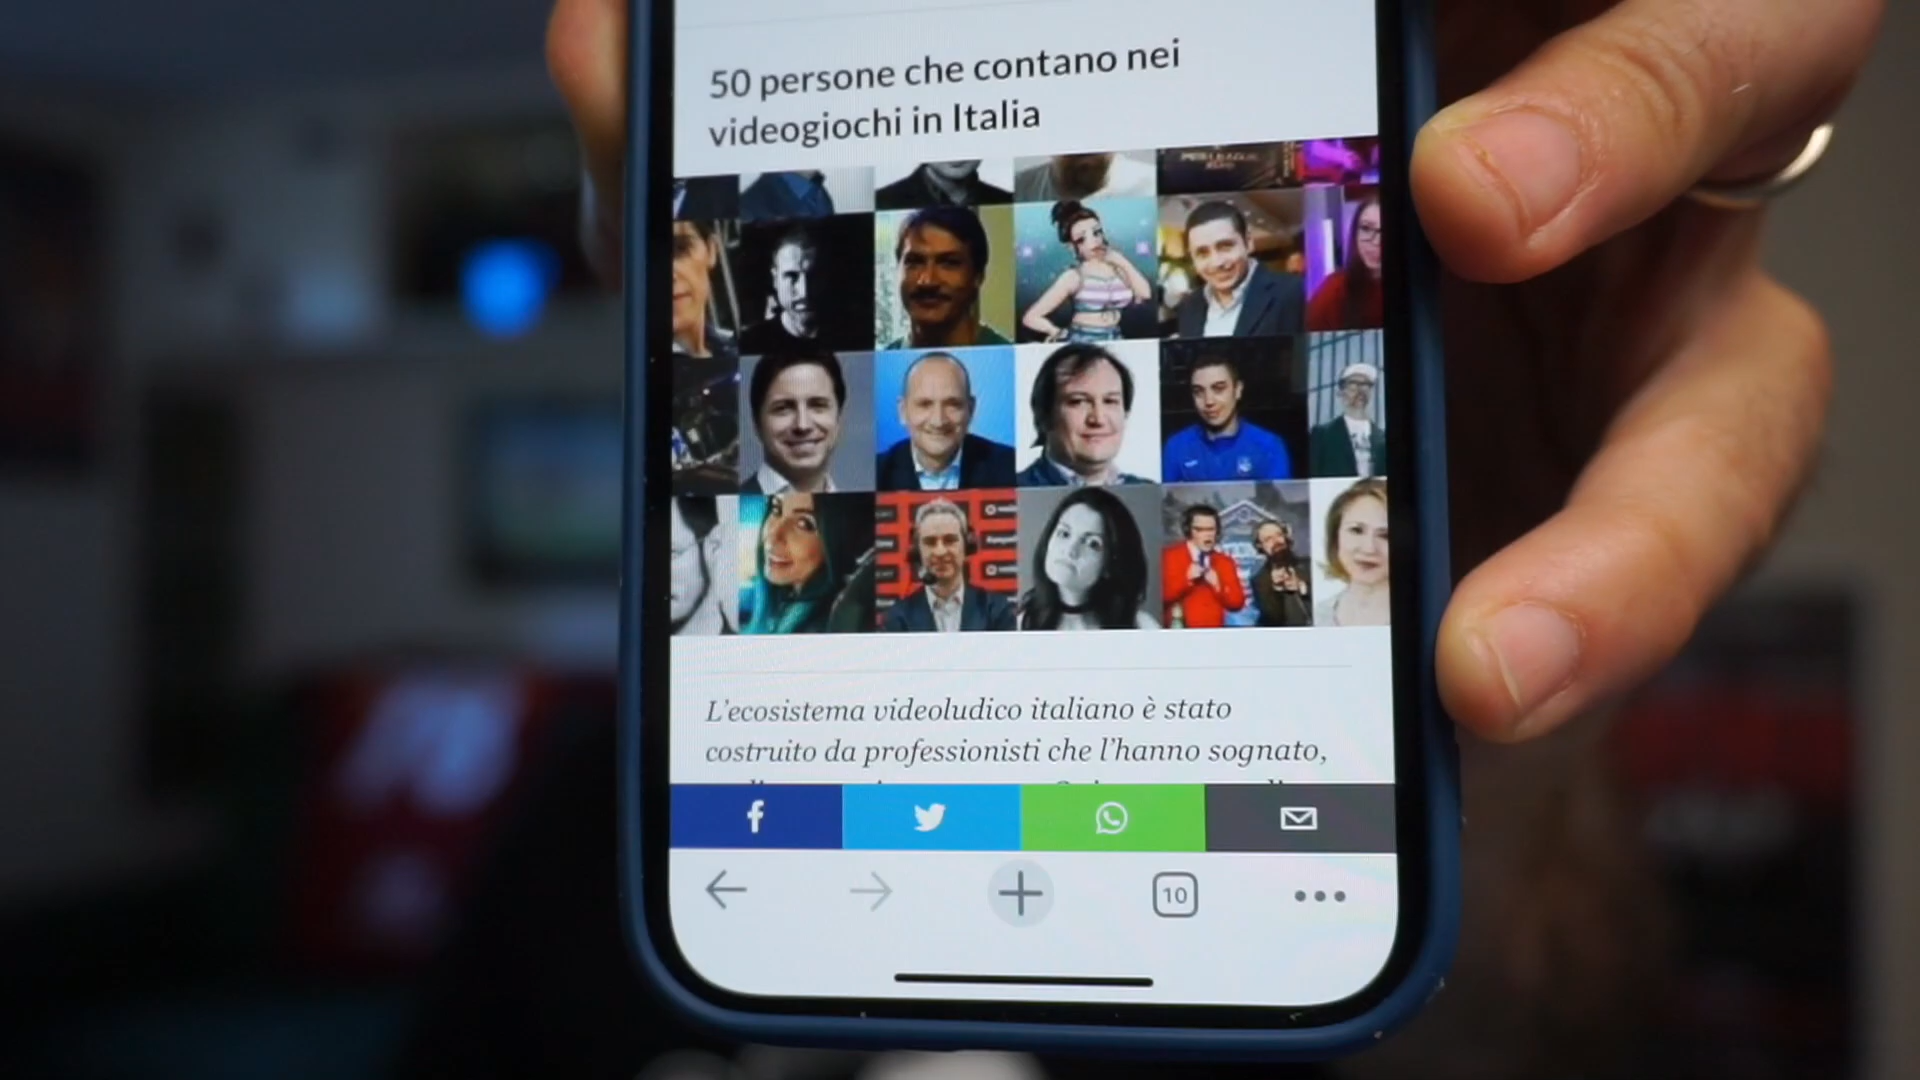 50 persone che contano nei
videogiochi in Italia
L'ecosistema videoludico italiano è stato
costruito da professionisti che l'hanno sognato,
10